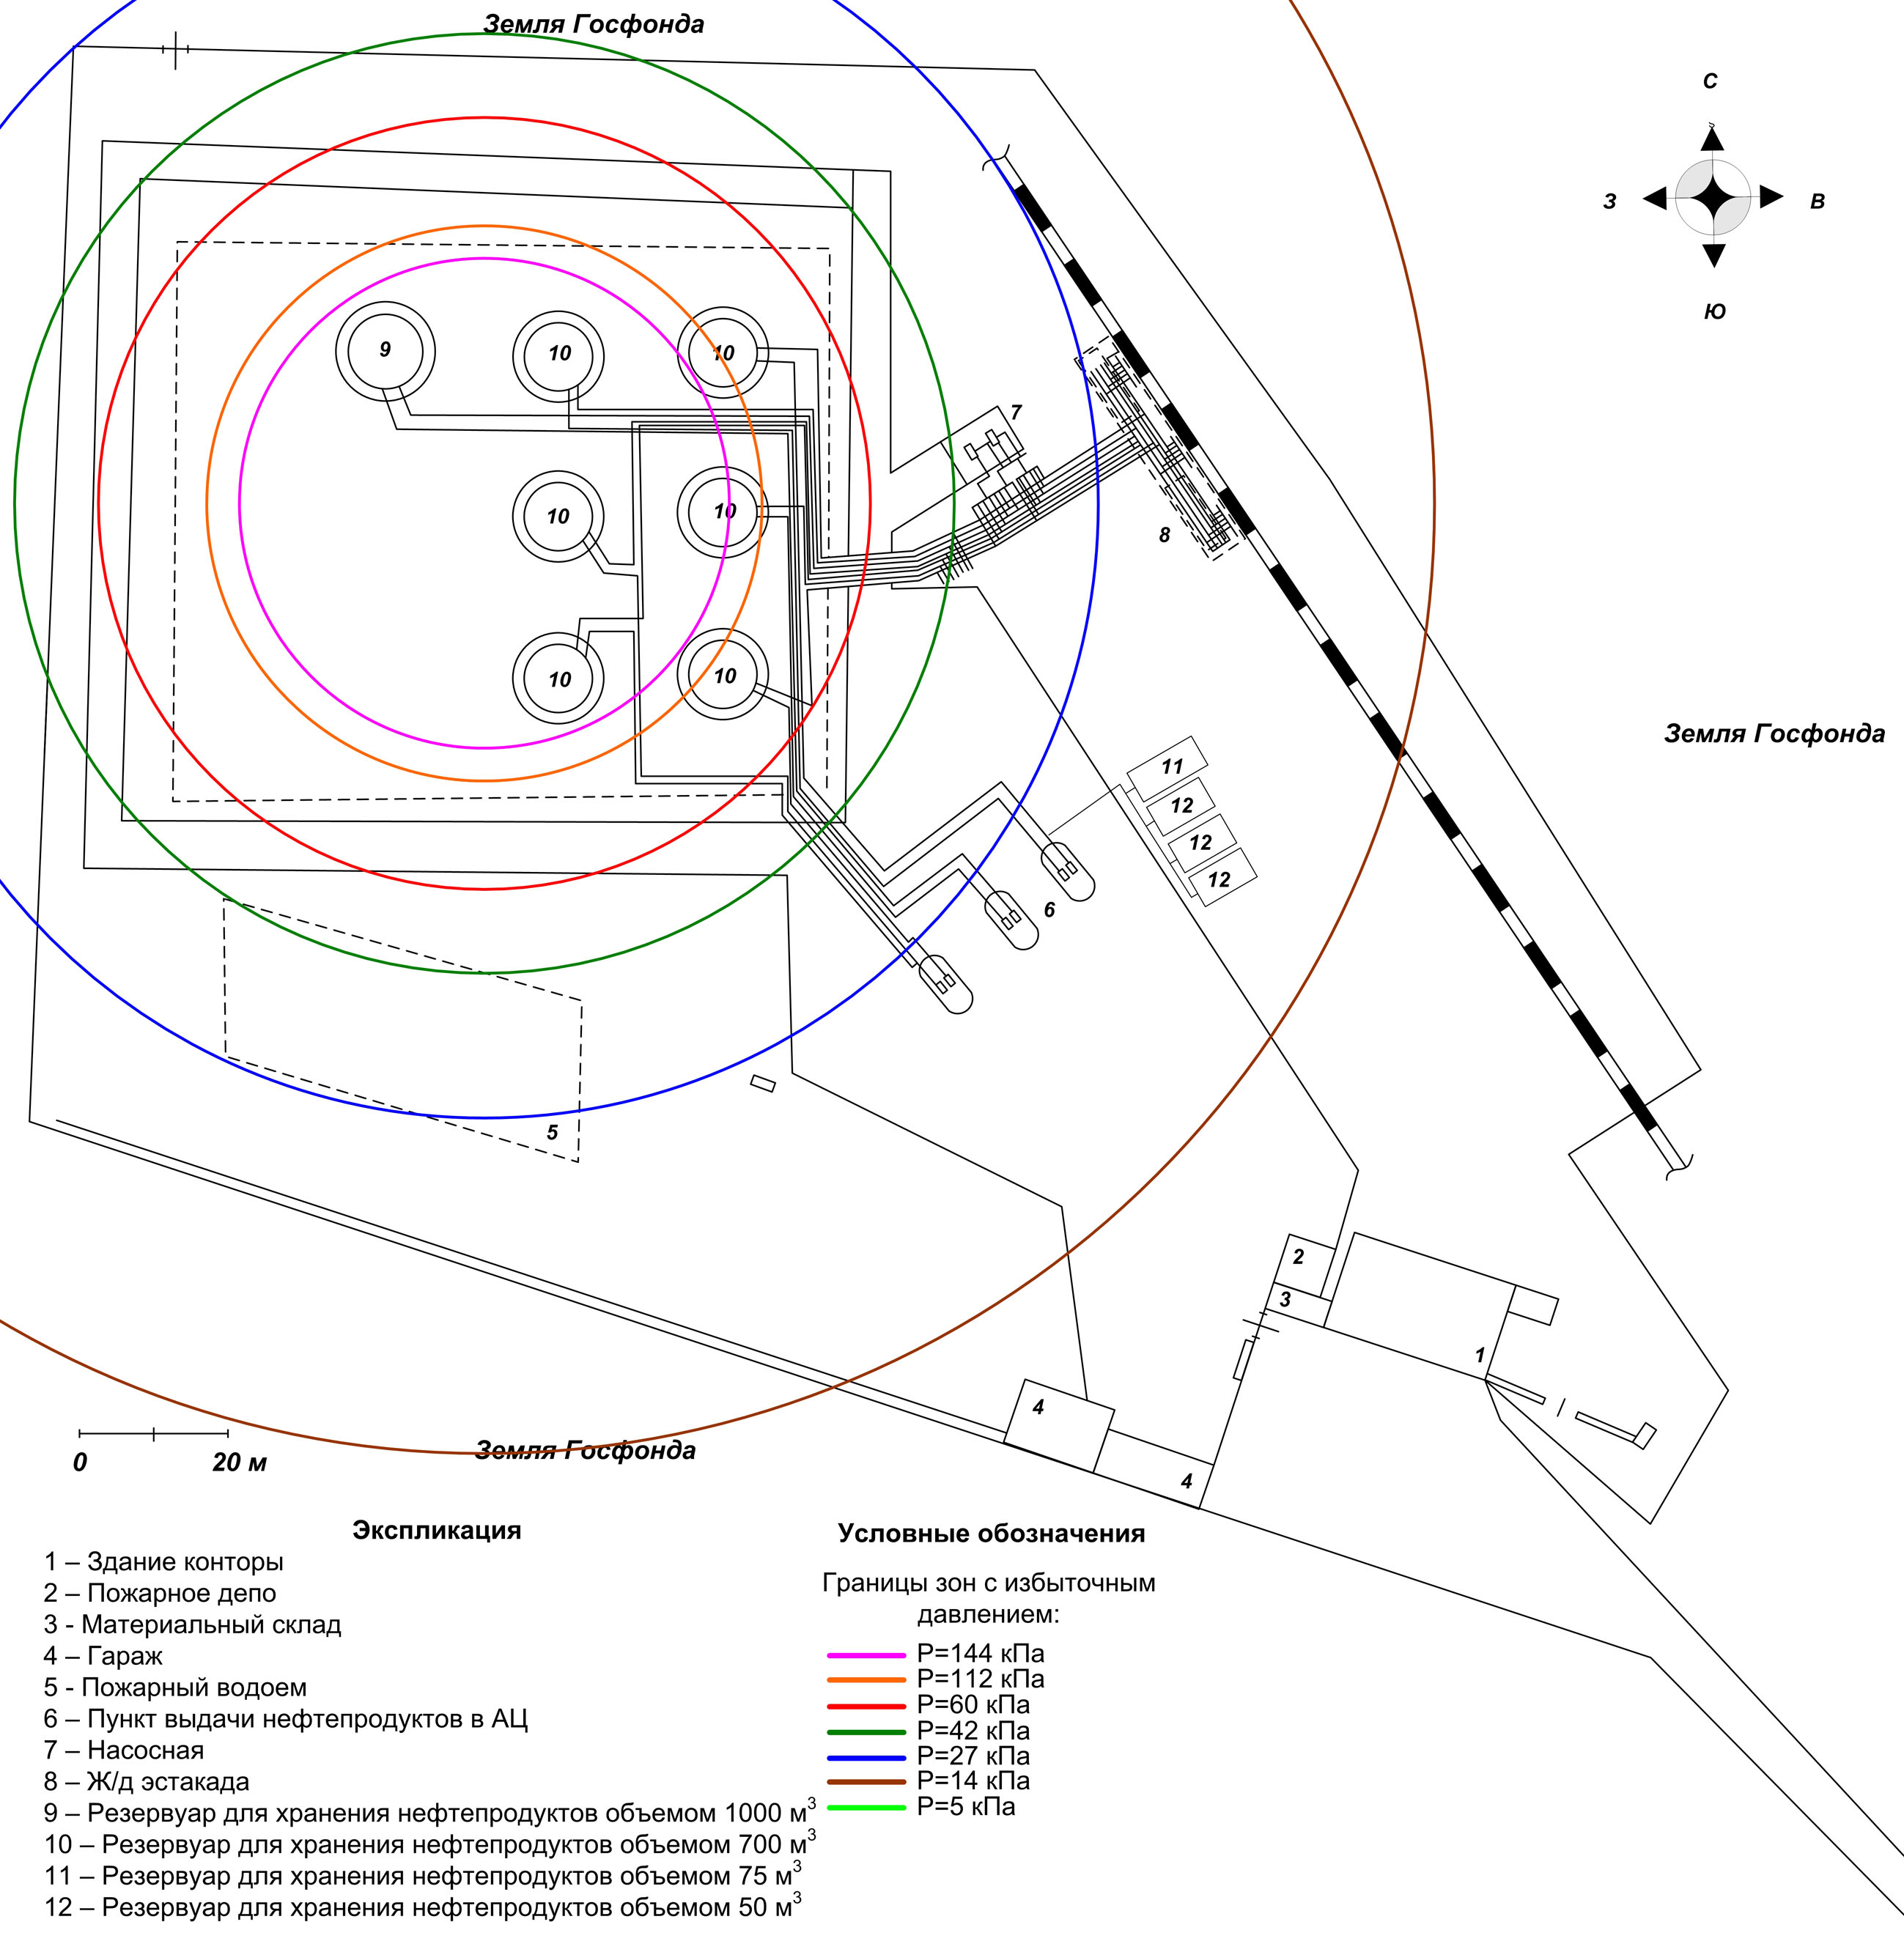 Земля Госфонда
С
З
В
Ю
9
10
10
7
10
10
8
10
10
Земля Госфонда
11
12
12
12
6
5
2
3
1
4
4
0
20 м
Земля Госфонда
Экспликация
1 – Здание конторы
2 – Пожарное депо
3 - Материальный склад
4 – Гараж
5 - Пожарный водоем
6 – Пункт выдачи нефтепродуктов в АЦ
7 – Насосная
8 – Ж/д эстакада
9 – Резервуар для хранения нефтепродуктов объемом 1000 м³
10 – Резервуар для хранения нефтепродуктов объемом 700 м³
11 – Резервуар для хранения нефтепродуктов объемом 75 м³
12 – Резервуар для хранения нефтепродуктов объемом 50 м³
Условные обозначения
Границы зон с избыточным
давлением:
Р=144 кПа
Р=112 кПа
Р=60 кПа
Р=42 кПа
Р=27 кПа
Р=14 кПа
Р=5 кПа